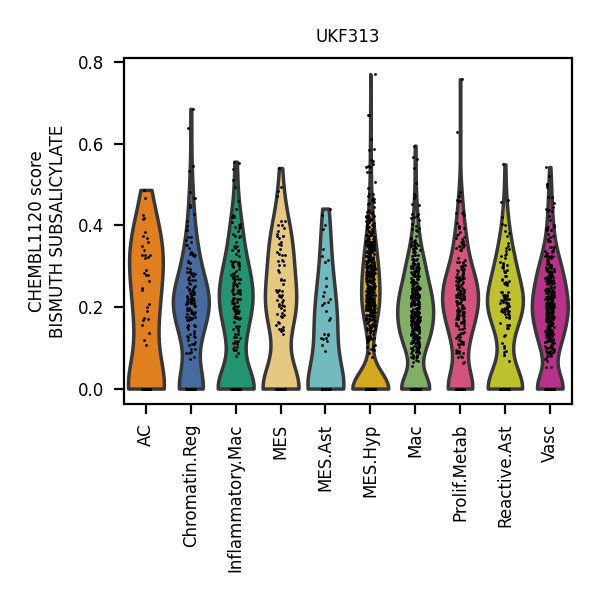 UKF313
CHEMBL1120 score
BISMUTH SUBSALICYLATE
0.8
0.6
0.4
0.2
0.0
AC
Chromatin.Reg
Inflammatory.Mac
MES
MES.Ast
MES.Hyp
Mac
Prolif.Metab
Reactive.Ast
Vasc